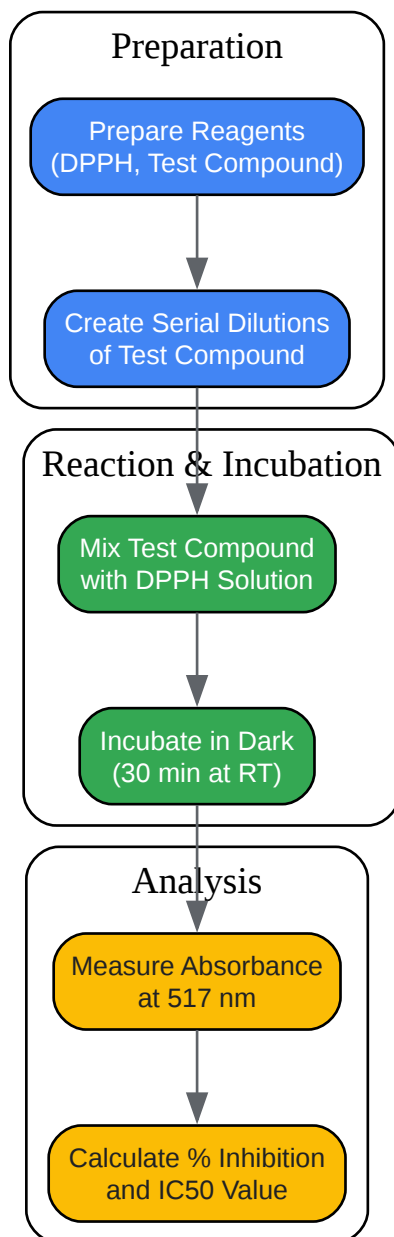 Preparation
Prepare Reagents
(DPPH, Test Compound)
Create Serial Dilutions
of Test Compound
Reaction & Incubation
Mix Test Compound
with DPPH Solution
Incubate in Dark
(30 min at RT)
Analysis
Measure Absorbance
at 517 nm
Calculate % Inhibition
and IC50 Value